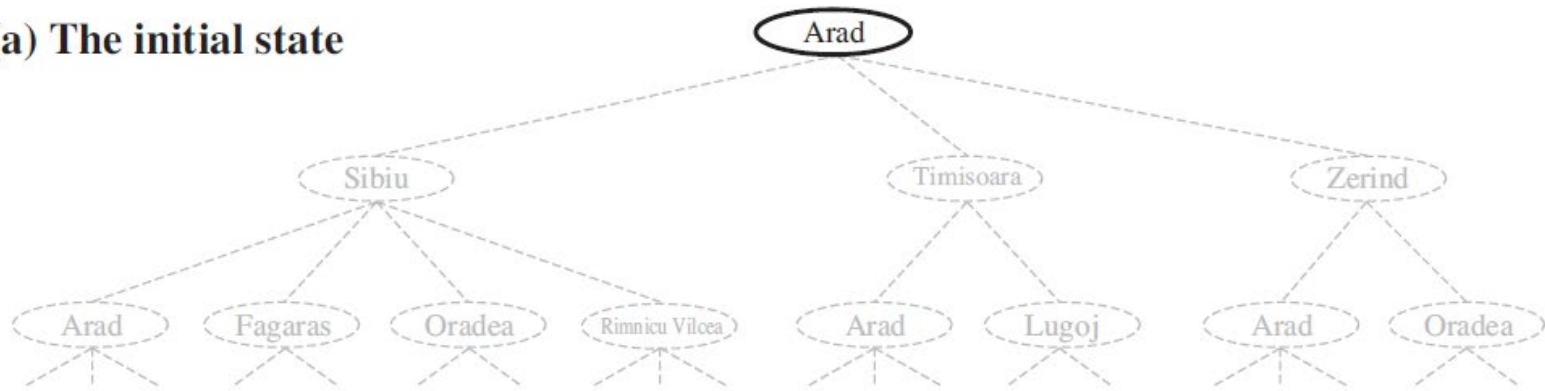 a) The initial state
Arad
Sibiu
Timisoara
Zerind
Arad
Fagaras
Oradea
Rimnicu Vilcea
Arad
Lugoj
Arad
Oradea